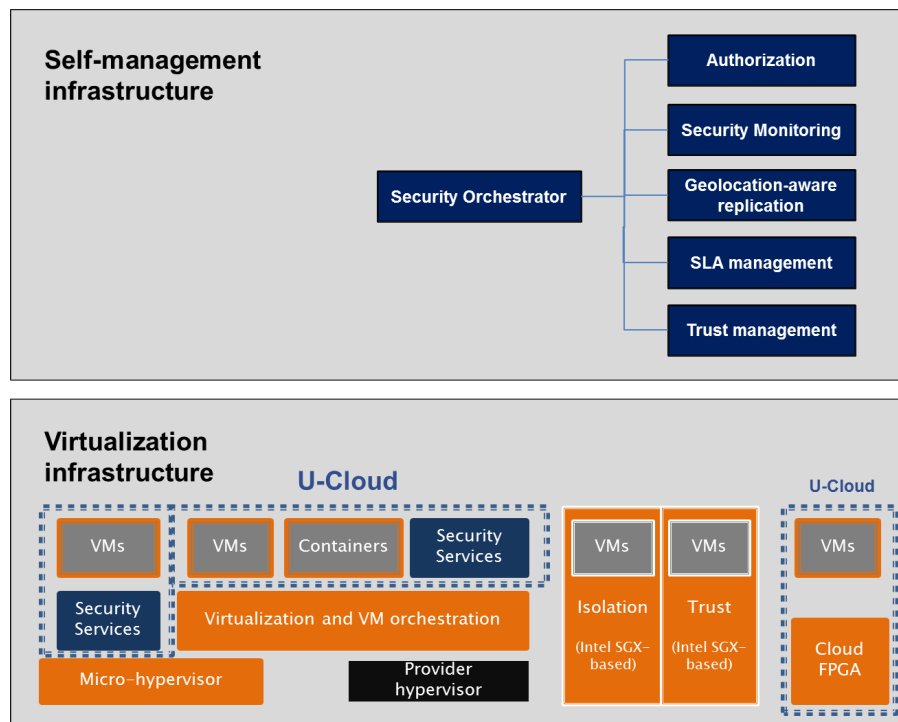 Self-management
infrastructure
Authorization
Security Monitoring
Security Orchestrator
Geolocation-aware
replication
SLA management
Trust management
Virtualization
infrastructure
U-Cloud
U-Cloud
VMs
VMs
Containers
Security
Services
VMs
VMs
VMs
Security
Services
Virtualization and VM orchestration
Isolation
(Intel SGX-
based)
Trust
(Intel SGX-
based)
Cloud
FPGA
Micro-hypervisor
Provider
hypervisor